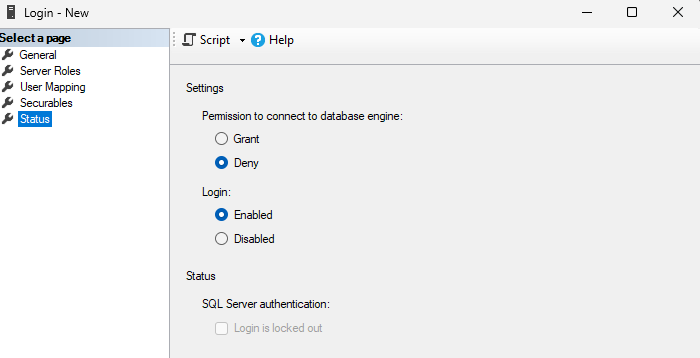 Login - New
Select a page
General
Server Roles
User Mapping
Securables
Status
Script
Help
Settings
Permission to connect to database engine:
Grant
Deny
Login:
Enabled
Disabled
Status
SQL Server authentication:
Login is locked out